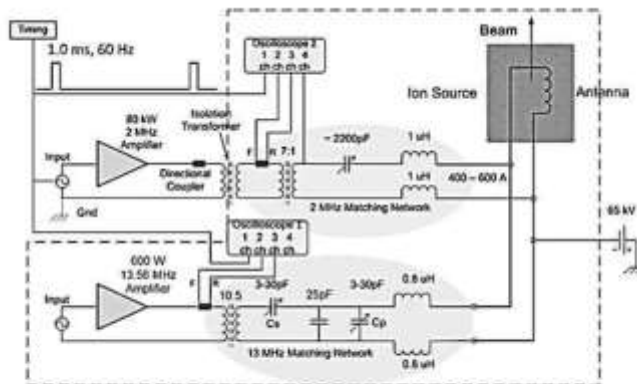 Timing
1.0 ms, 60 Hz
Oscilloscope 2
1 2 3 4
ch ch ch ch
Beam
Ion Source
Antenna
80 kW
2 MHz
Amplifier
Isolation
Transformer
Input
Directional
Coupler
F R 7:1
~ 2200pF
1 uH
1 uH
400 – 600 A
Gnd
2 MHz Matching Network
65 kV
Oscilloscope 1
1 2 3 4
ch ch ch ch
600 W
13.56 MHz
Amplifier
F R
Input
10.5
3-30pF
Cs
25pF
3-30pF
Cp
0.6 uH
0.6 uH
13 MHz Matching Network